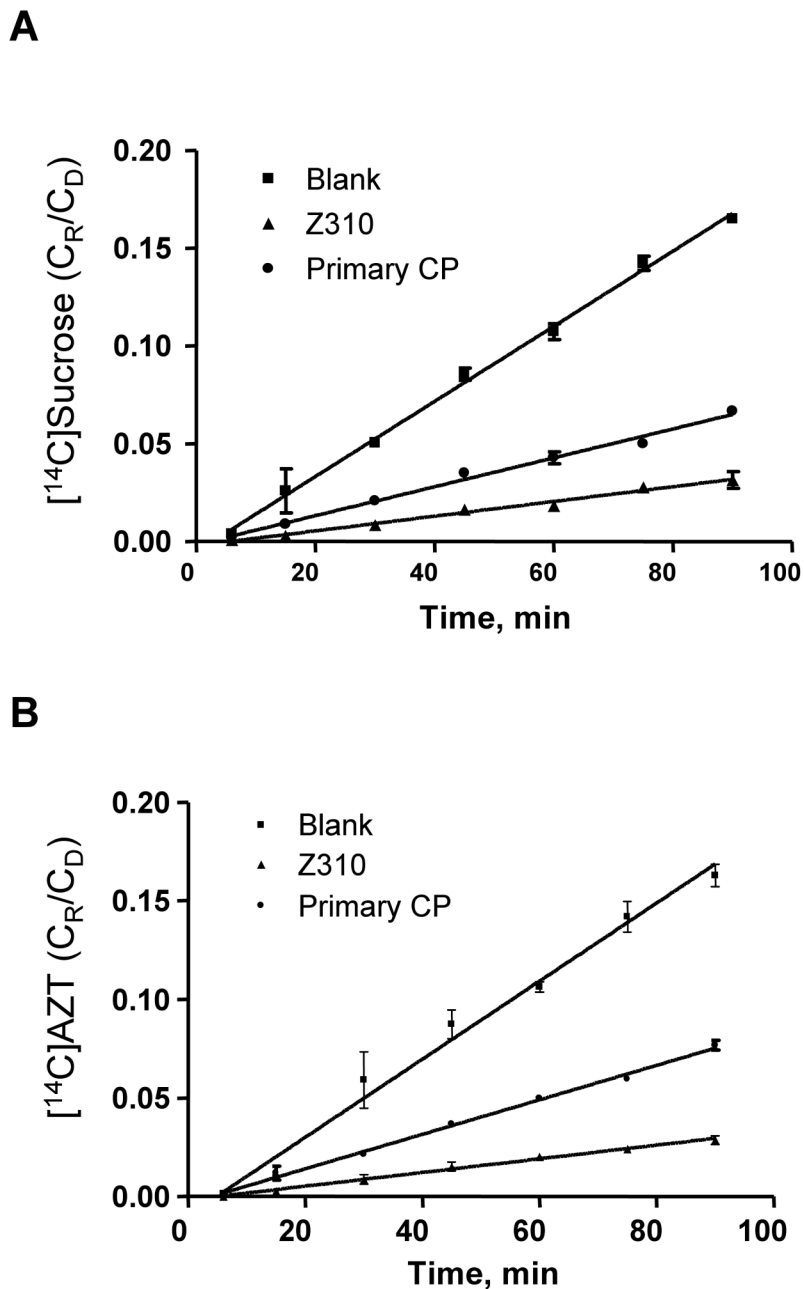 A
[14C]Sucrose (CR/CD)
0.20
0.15
0.10
0.05
0.00
Blank
Z310
Primary CP
0 20 40 60 80 100
Time, min
B
[14C]AZT (CR/CD)
0.20
0.15
0.10
0.05
0.00
Blank
Z310
Primary CP
0 20 40 60 80 100
Time, min